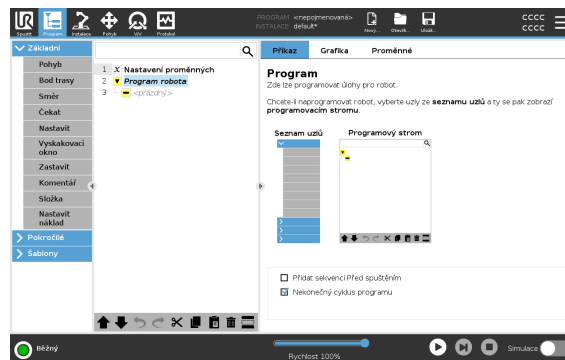 PROGRAM <nepojmenovaná>
INSTALACE default*
Spustit Program Instalace Pohyb I/V Protokol Nový... Otevřít... Uložit...
CCCC
CCCC
Základní
Pohyb
Bod trasy
Směr
Čekat
Nastavit
Vyskakovací
okno
Zastavit
Komentář
Složka
Nastavit
náklad
Pokročilé
Šablony
1 X Nastavení proměnných
2 Program robota
3 <prázdný>
Příkaz Grafika Proměnné
Program
Zde lze programovat úlohy pro robot.
Chcete-li naprogramovat robot, vyberte uzly ze seznamu uzlů a ty se pak zobrazí
programovacím stromu.
Seznam uzlů Programový strom
Přidat sekvenci Před spuštěním
Nekonečný cyklus programu
Běžný
Rychlost 100%
Simulace